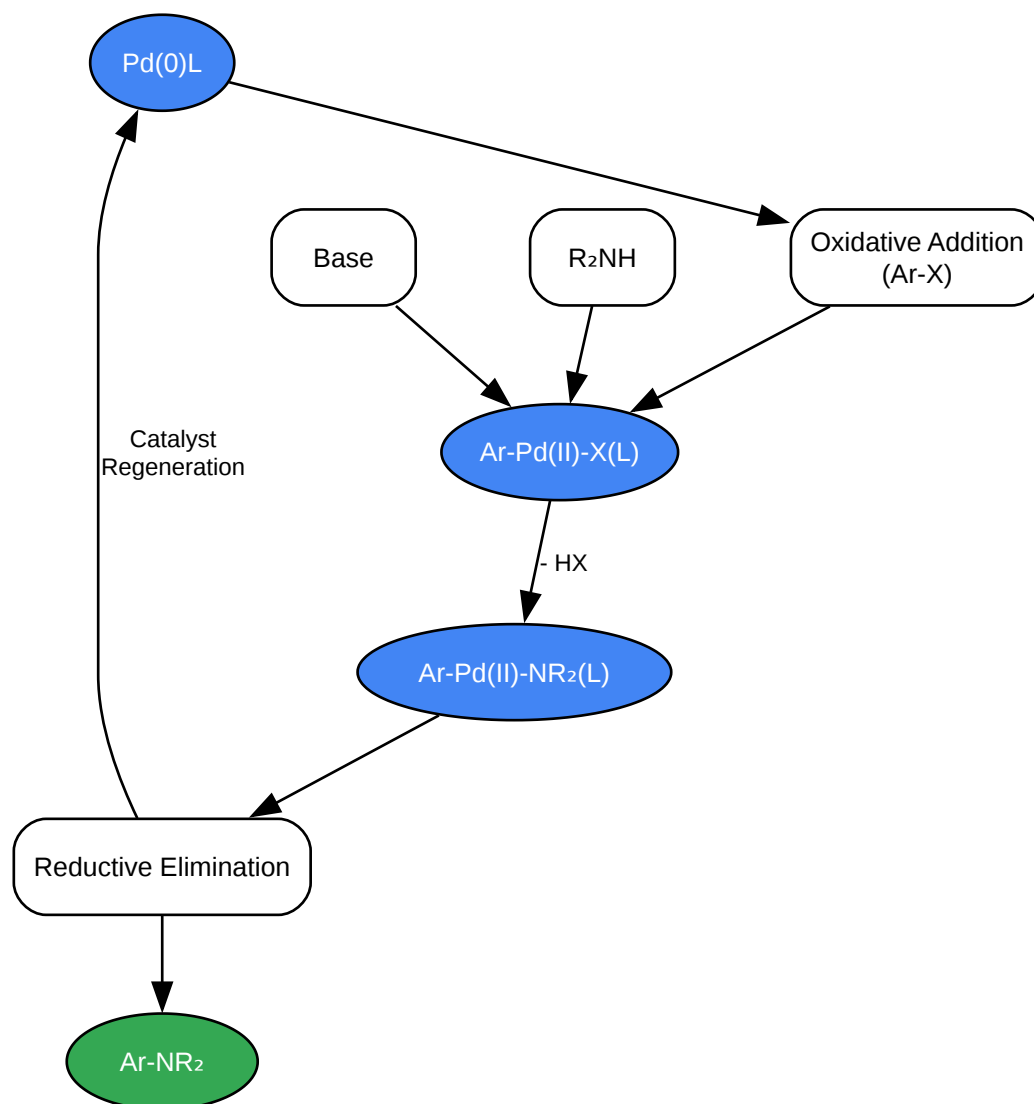 Pd(0)L
Base
R₂NH
Oxidative Addition
(Ar-X)
Catalyst
Regeneration
Ar-Pd(II)-X(L)
- HX
Ar-Pd(II)-NR₂(L)
Reductive Elimination
Ar-NR₂